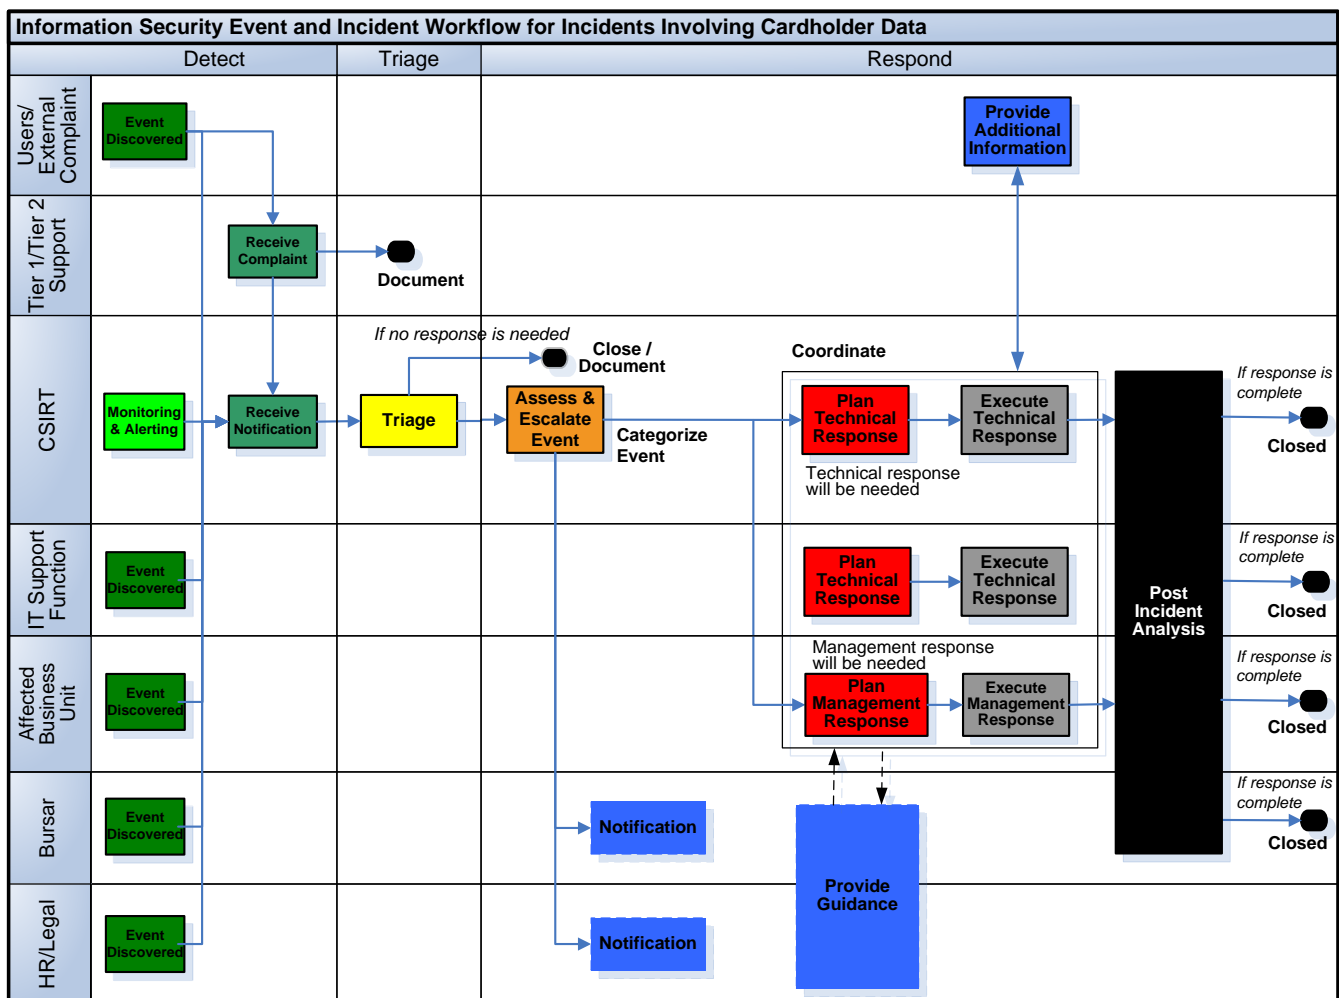 Information Security Event and Incident Workflow for Incidents Involving Cardholder Data
Detect
Triage
Respond
Users/
External
Complaint
Event
Discovered
Provide
Additional
Information
Tier 1/Tier 2
Support
Receive
Complaint
Document
CSIRT
If no response is needed
Close /
Document
Coordinate
Monitoring
& Alerting
Receive
Notification
Triage
Assess &
Escalate
Event
Categorize
Event
Plan
Technical
Response
Execute
Technical
Response
Technical response
will be needed
If response is
complete
Closed
IT Support
Function
Event
Discovered
Plan
Technical
Response
Execute
Technical
Response
Post
Incident
Analysis
If response is
complete
Closed
Affected
Business
Unit
Event
Discovered
Management response
will be needed
Plan
Management
Response
Execute
Management
Response
If response is
complete
Closed
Bursar
Event
Discovered
Notification
Provide
Guidance
If response is
complete
Closed
HR/Legal
Event
Discovered
Notification